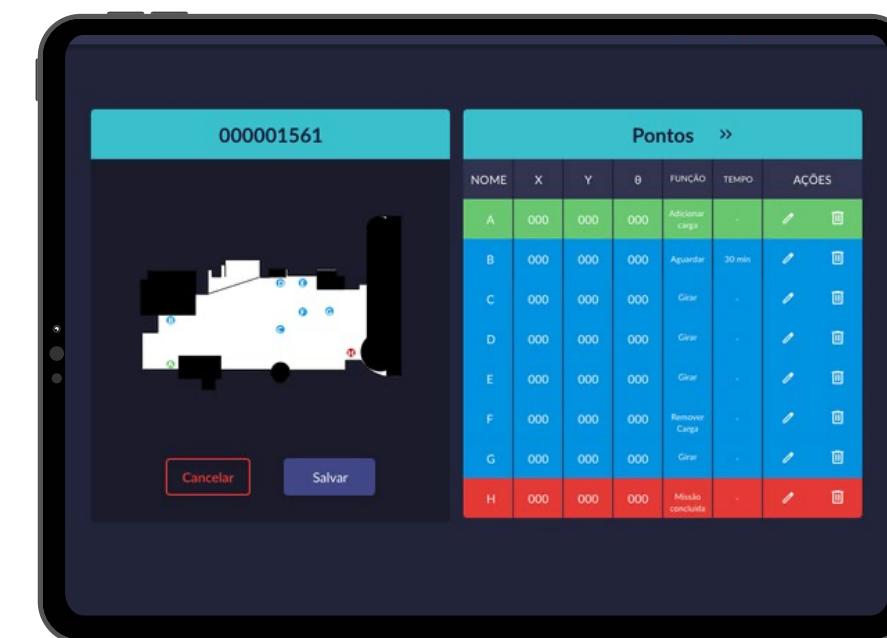 000001561
D E
F G
B
C
H
A
Cancelar Salvar
Pontos »
NOME X Y θ FUNÇÃO TEMPO AÇÕES
A 000 000 000 Adicionar carga -
B 000 000 000 Aguardar 30 min
C 000 000 000 Girar -
D 000 000 000 Girar -
E 000 000 000 Girar -
F 000 000 000 Remover Carga -
G 000 000 000 Girar -
H 000 000 000 Missão concluída -